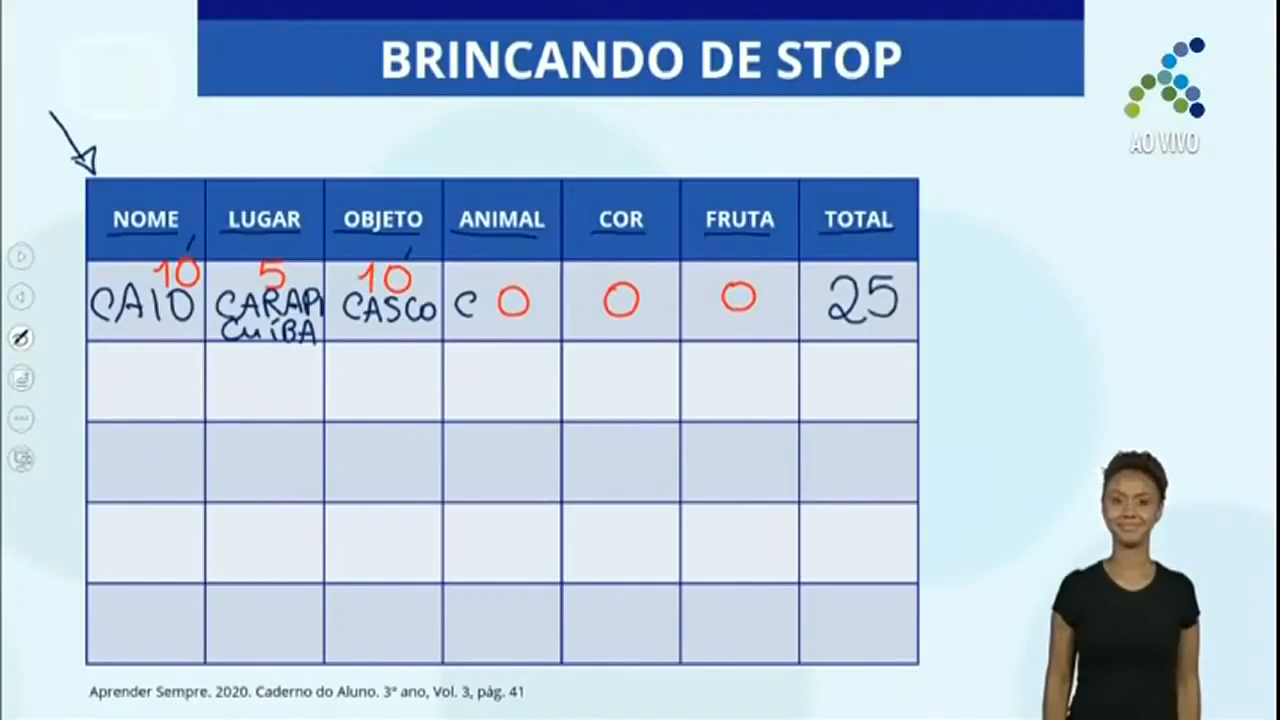 BRINCANDO DE STOP
AO VIVO
NOME LUGAR OBJETO ANIMAL COR FRUTA TOTAL
10 5 10
CAIO CARAPI CASCO C 0 0 0 25
CUÍBA
Aprender Sempre. 2020. Caderno do Aluno. 3º ano, Vol. 3, pág. 41